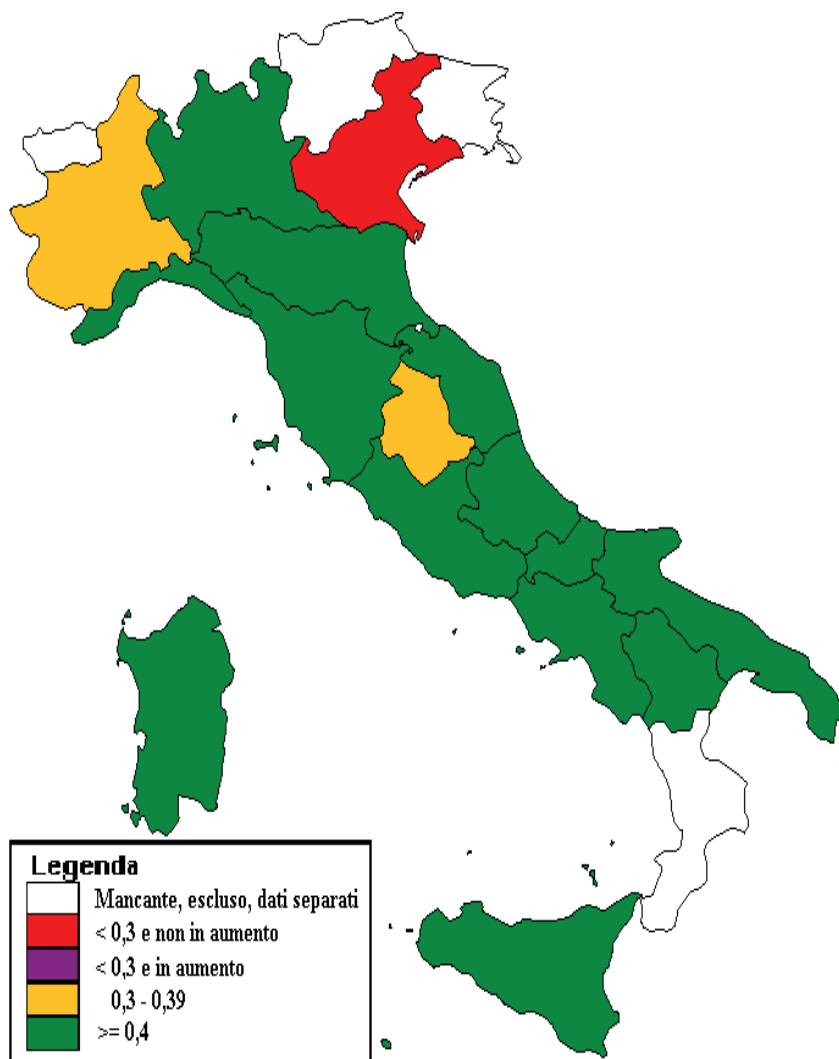 Legenda
Mancante, escluso, dati separati
< 0,3 e non in aumento
< 0,3 e in aumento
0,3 - 0,39
>= 0,4